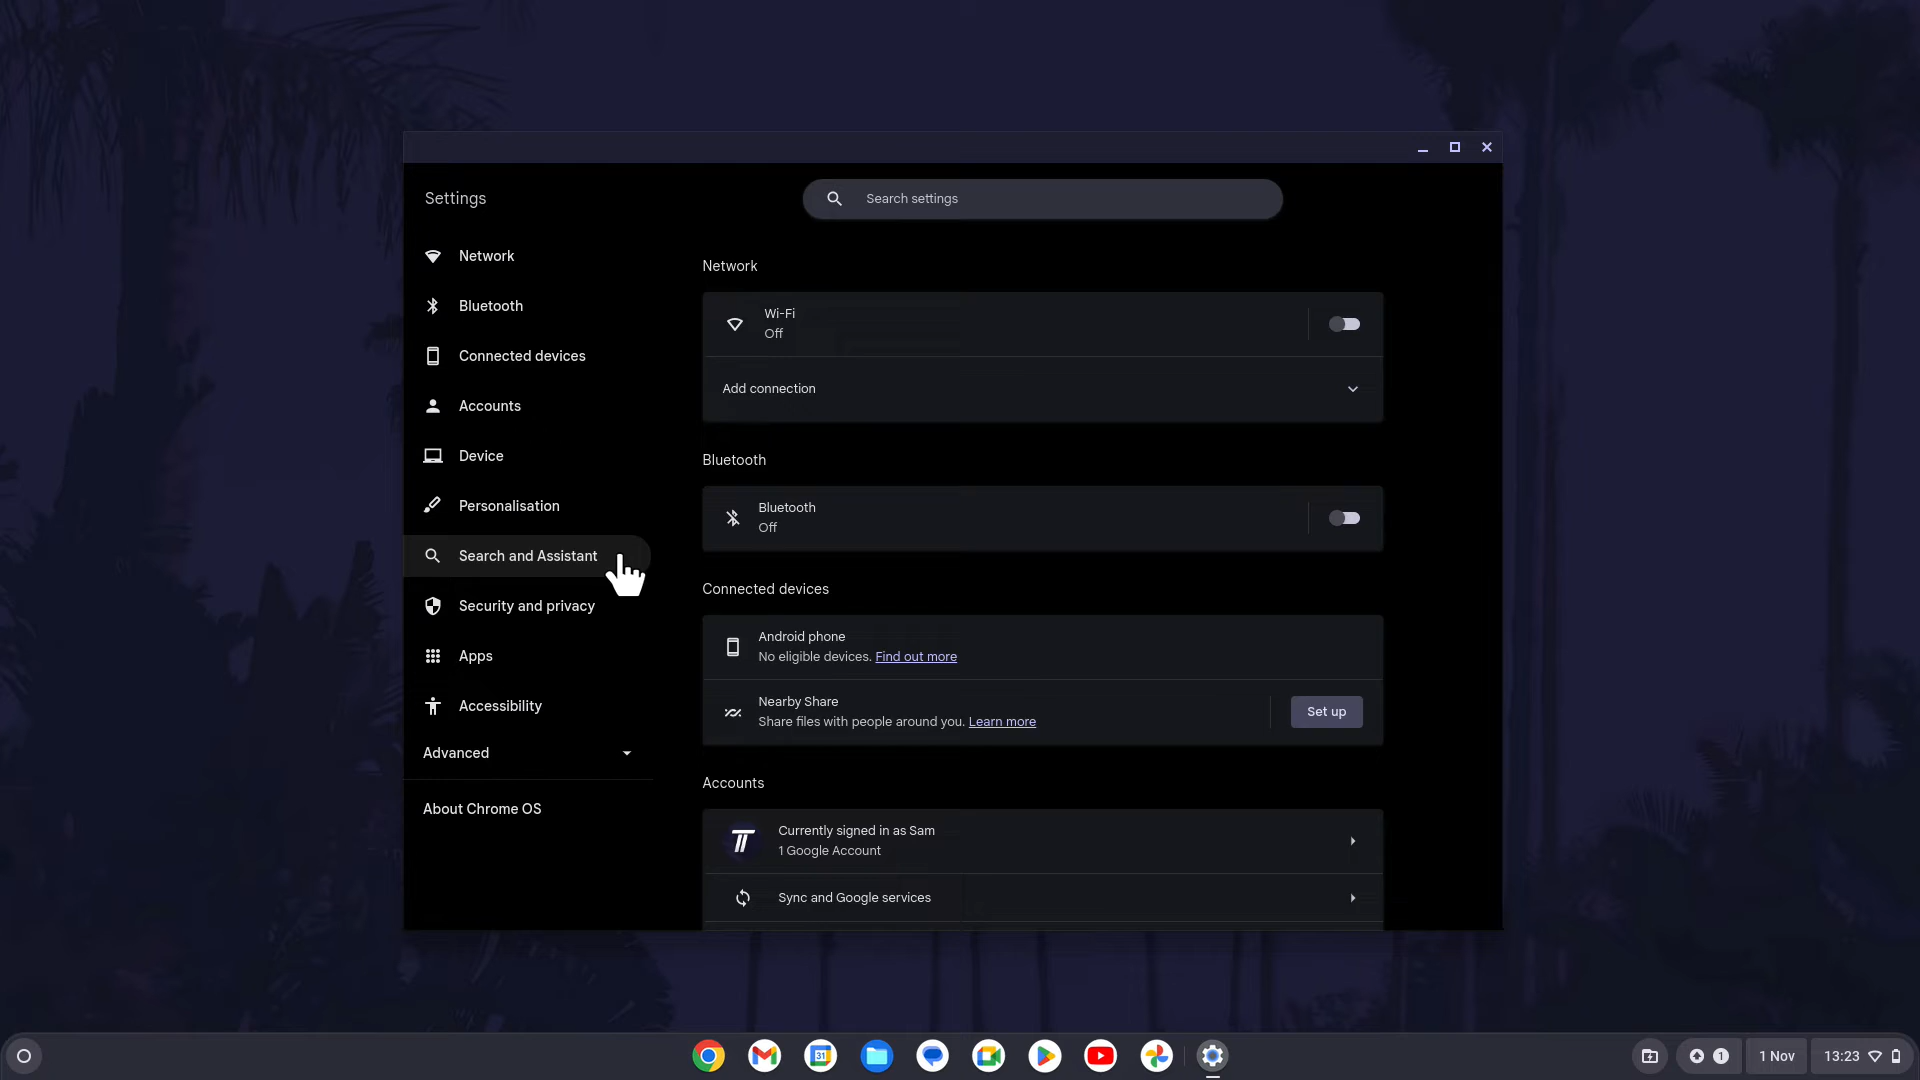 Settings
Search settings
Network
Bluetooth
Connected devices
Accounts
Device
Personalisation
Search and Assistant
Security and privacy
Apps
Accessibility
Advanced
About Chrome OS
Network
Wi-Fi
Off
Add connection
Bluetooth
Bluetooth
Off
Connected devices
Android phone
No eligible devices. Find out more
Nearby Share
Share files with people around you. Learn more
Set up
Accounts
Currently signed in as Sam
1 Google Account
Sync and Google services
31
1
1 Nov
13:23